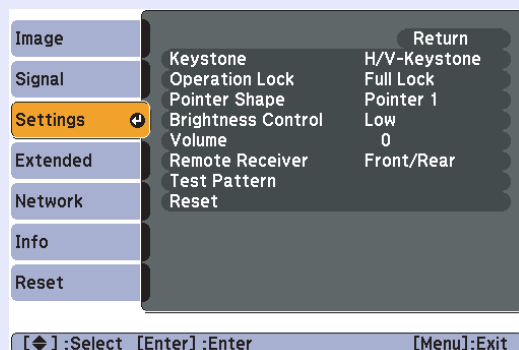 Image
Signal
Settings
Extended
Network
Info
Reset
Return
Keystone H/V-Keystone
Operation Lock Full Lock
Pointer Shape Pointer 1
Brightness Control Low
Volume 0
Remote Receiver Front/Rear
Test Pattern
Reset
[◆]:Select [Enter]:Enter [Menu]:Exit